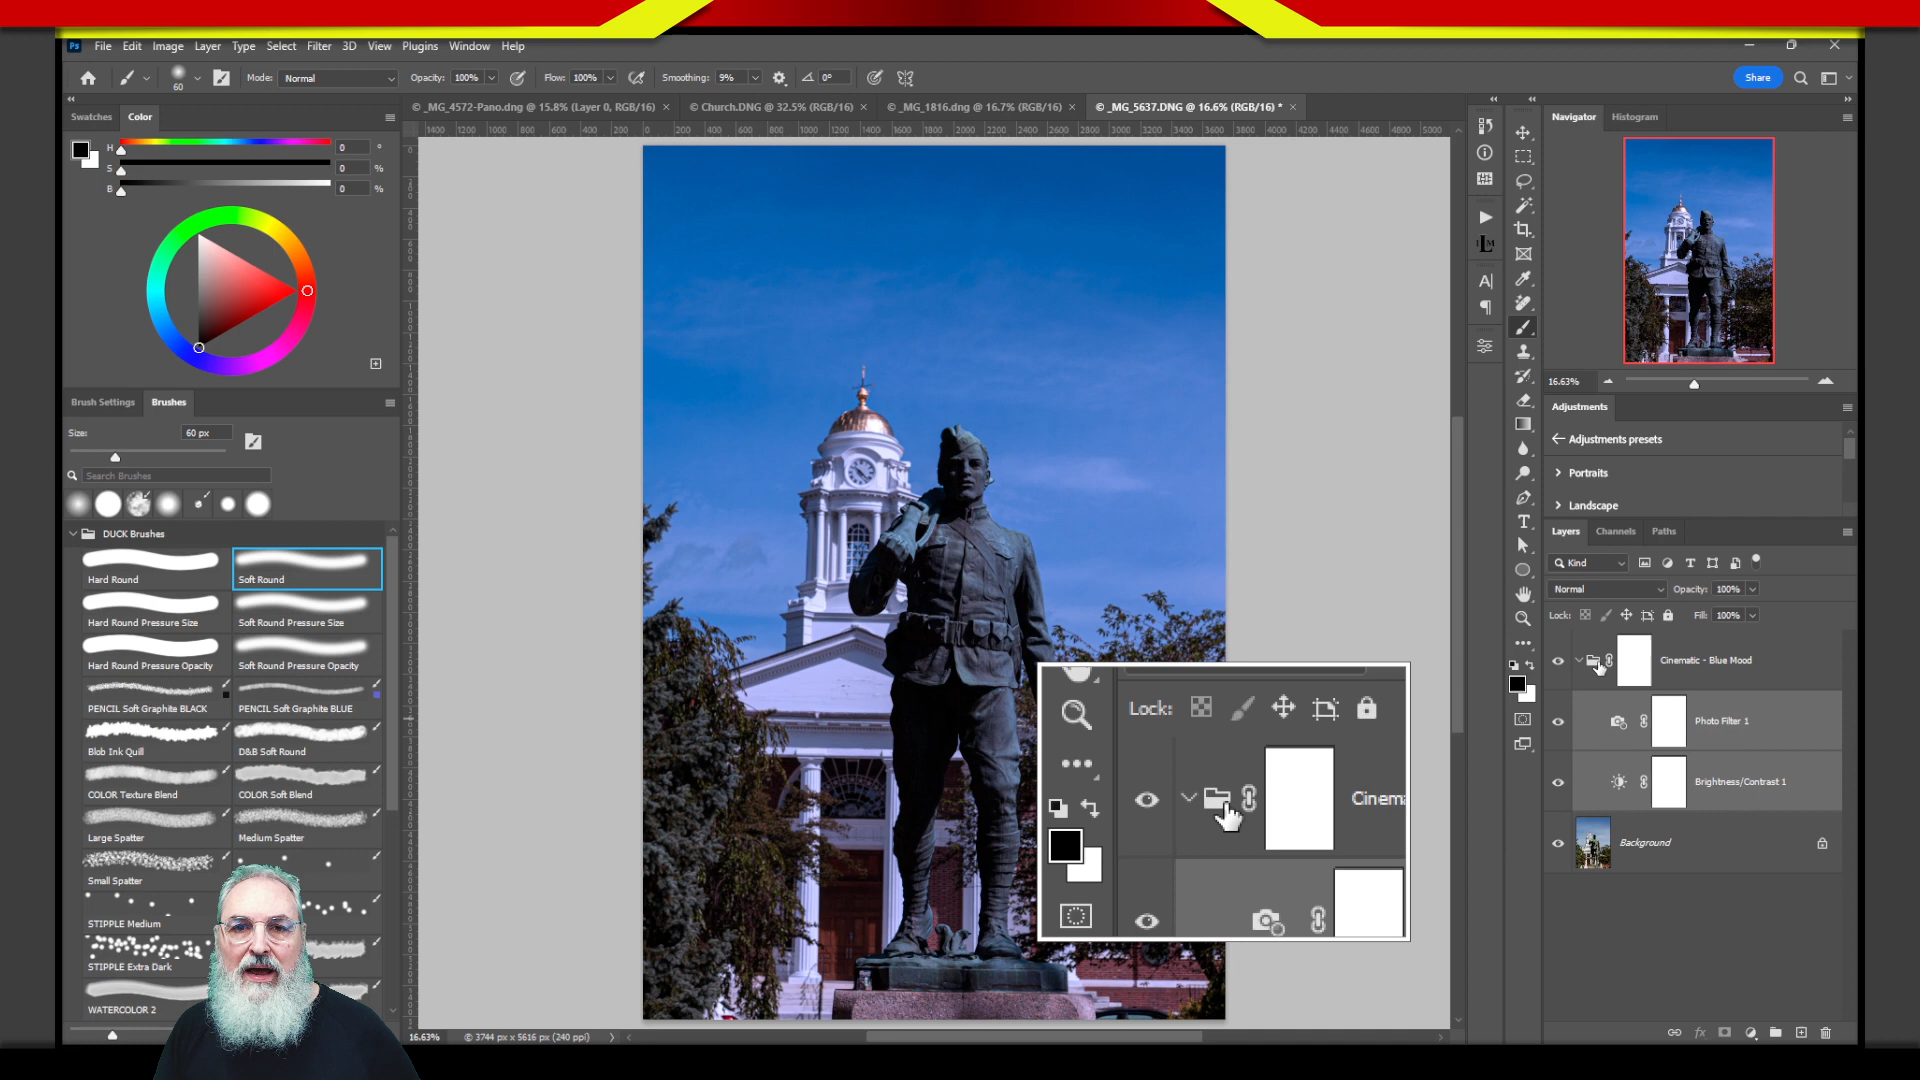 Ps File Edit Image Layer Type Select Filter 3D View Plugins Window Help
60 Mode: Normal Opacity: 100% Flow: 100% Smoothing: 9% 0° Share
Swatches Color
H 0 °
S 0 %
B 0 %
Brush Settings Brushes
Size: 60 px
Search Brushes
DUCK Brushes
Hard Round Soft Round
Hard Round Pressure Size Soft Round Pressure Size
Hard Round Pressure Opacity Soft Round Pressure Opacity
PENCIL Soft Graphite BLACK PENCIL Soft Graphite BLUE
Blob Ink Quill D&B Soft Round
COLOR Texture Blend COLOR Soft Blend
Large Spatter Medium Spatter
Small Spatter
STIPPLE Medium
STIPPLE Extra Dark
WATERCOLOR 2
© _MG_4572-Pano.dng @ 15.8% (Layer 0, RGB/16) × © Church.DNG @ 32.5% (RGB/16) × © _MG_1816.dng @ 16.7% (RGB/16) × © _MG_5637.DNG @ 16.6% (RGB/16) * ×
1400 1200 1000 800 600 400 200 0 200 400 600 800 1000 1200 1400 1600 1800 2000 2200 2400 2600 2800 3000 3200 3400 3600 3800 4000 4200 4400 4600 4800 5000
Lock:
Cinema
16.63% © 3744 px x 5616 px (240 ppi)
Navigator Histogram
16.63%
Adjustments
Adjustments presets
Portraits
Landscape
Layers Channels Paths
Kind
Normal Opacity: 100%
Lock: Fill: 100%
Cinematic - Blue Mood
Photo Filter 1
Brightness/Contrast 1
Background